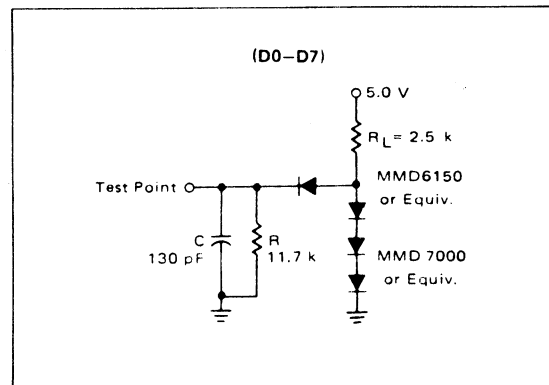 (D0–D7)
5.0 V
R_L = 2.5 k
Test Point
MMD6150
or Equiv.
C
130 pF
R
11.7 k
MMD 7000
or Equiv.